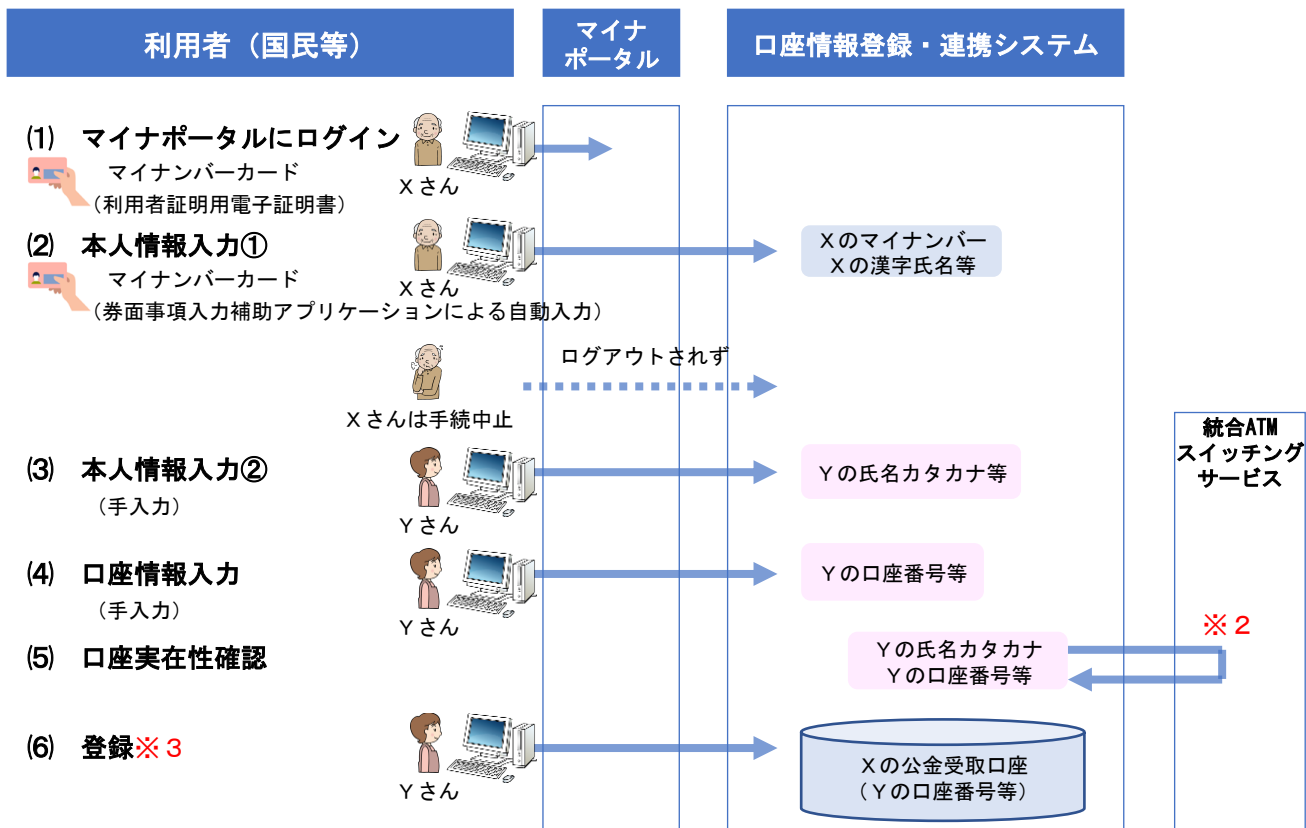 利用者（国民等）
マイナ
ポータル
口座情報登録・連携システム
⑴ マイナポータルにログイン
マイナンバーカード
（利用者証明用電子証明書）
Ｘさん
⑵ 本人情報入力①
マイナンバーカード
（券面事項入力補助アプリケーションによる自動入力）
Ｘさん
Ｘのマイナンバー
Ｘの漢字氏名等
ログアウトされず
Ｘさんは手続中止
統合ATM
スイッチング
サービス
⑶ 本人情報入力②
（手入力）
Ｙさん
Ｙの氏名カタカナ等
⑷ 口座情報入力
（手入力）
Ｙさん
Ｙの口座番号等
⑸ 口座実在性確認
Ｙの氏名カタカナ
Ｙの口座番号等
※２
⑹ 登録※３
Ｙさん
Ｘの公金受取口座
（Ｙの口座番号等）